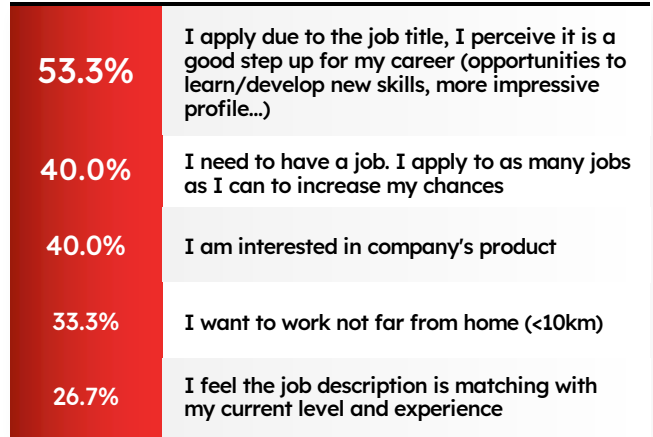 53.3%
I apply due to the job title, I perceive it is a
good step up for my career (opportunities to
learn/develop new skills, more impressive
profile...)
40.0%
I need to have a job. I apply to as many jobs
as I can to increase my chances
40.0%
I am interested in company's product
33.3%
I want to work not far from home (<10km)
26.7%
I feel the job description is matching with
my current level and experience